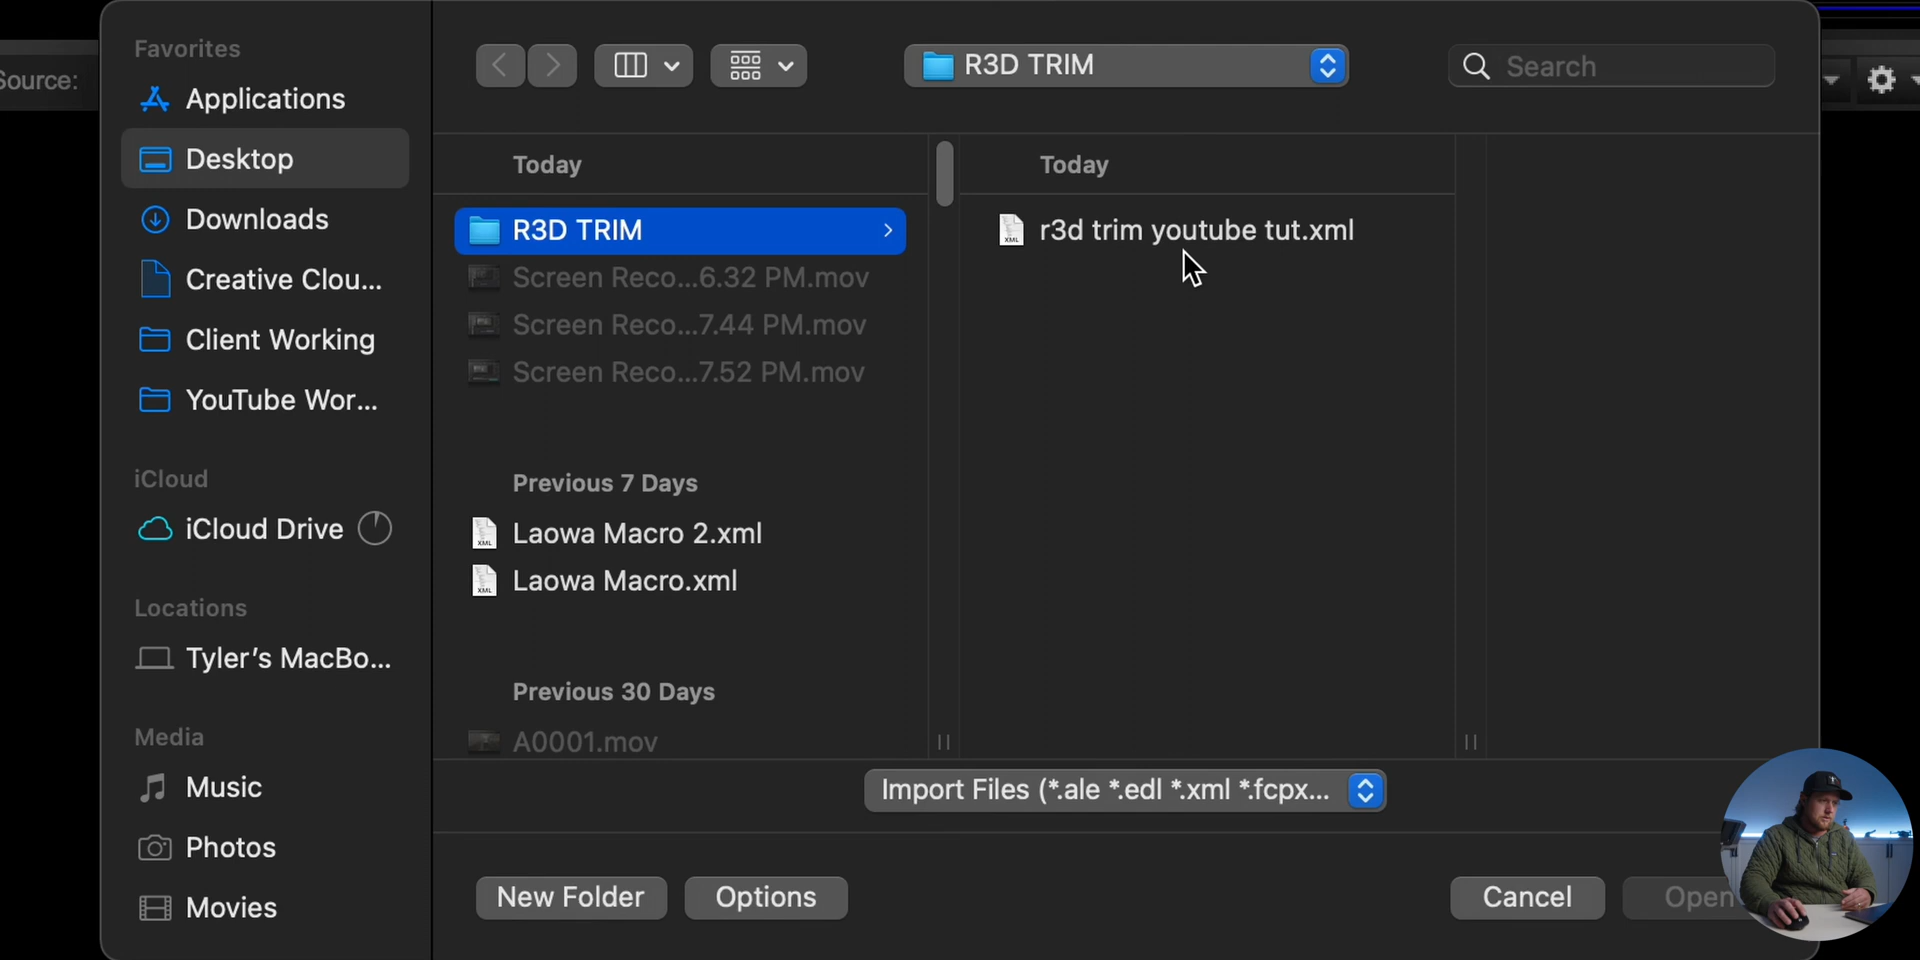 Source:
Favorites
Applications
Desktop
Downloads
Creative Clou...
Client Working
YouTube Wor...
iCloud
iCloud Drive
Locations
Tyler's MacBo...
Media
Music
Photos
Movies
R3D TRIM
Search
Today
R3D TRIM
Screen Reco...6.32 PM.mov
Screen Reco...7.44 PM.mov
Screen Reco...7.52 PM.mov
Previous 7 Days
XML Laowa Macro 2.xml
XML Laowa Macro.xml
Previous 30 Days
A0001.mov
Today
XML r3d trim youtube tut.xml
Import Files (*.ale *.edl *.xml *.fcpx...
New Folder
Options
Cancel
Open